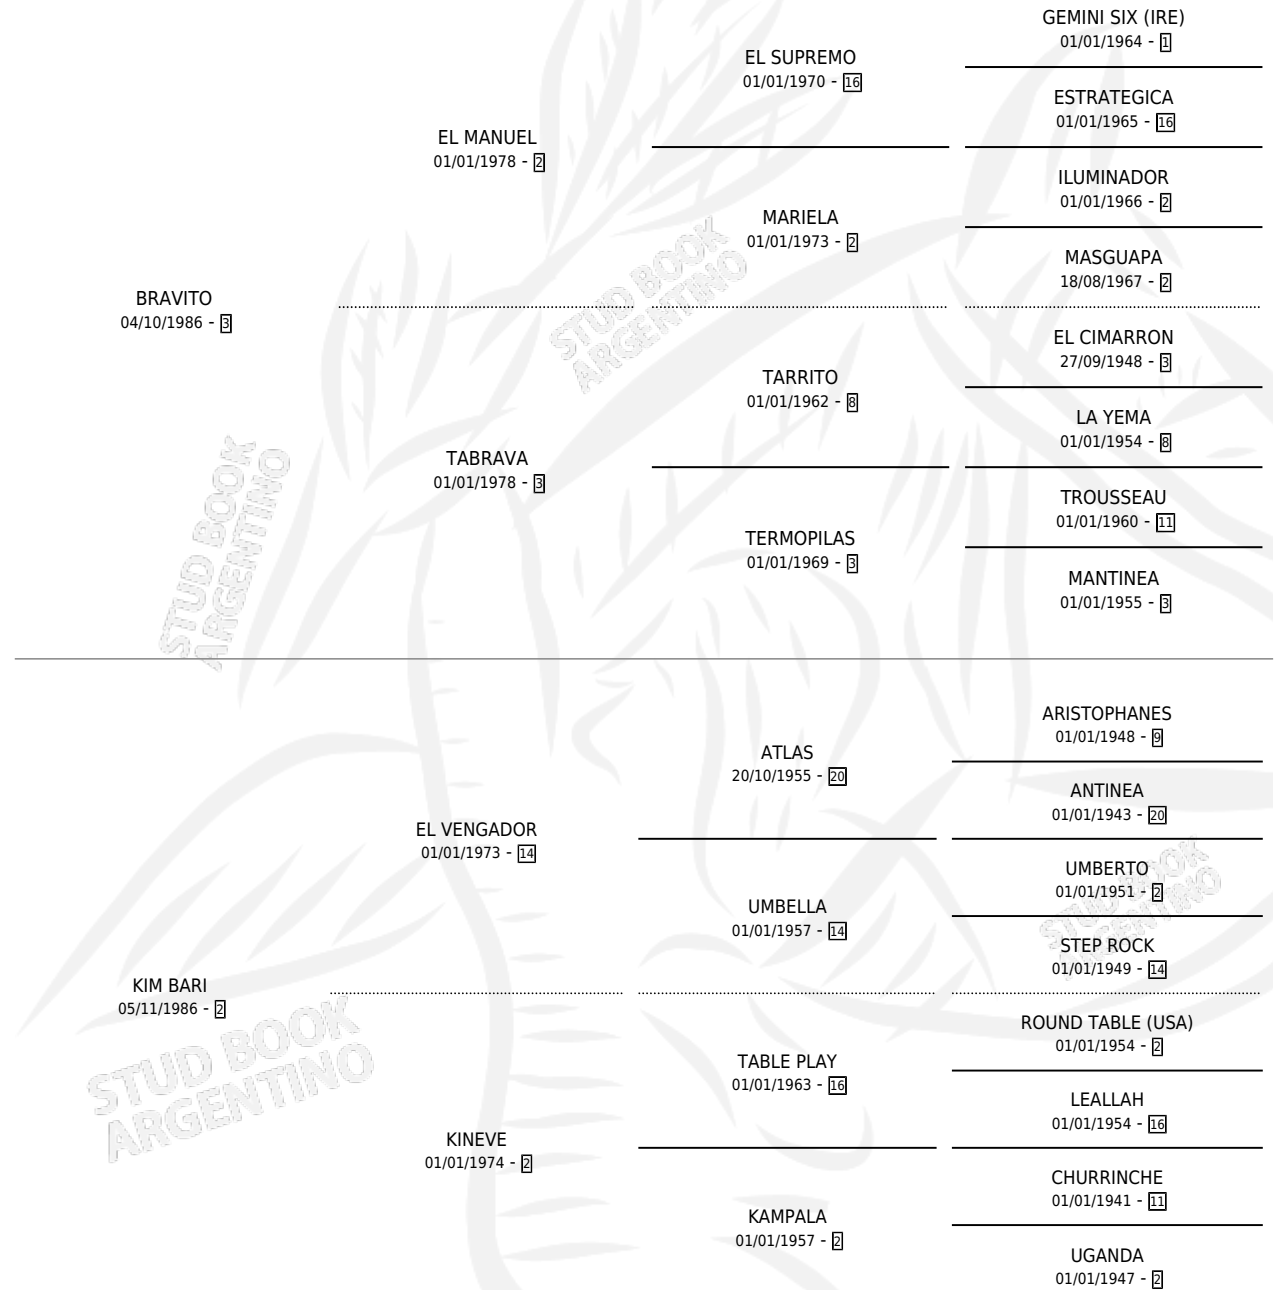 GEMINI SIX (IRE)
01/01/1964 - 1
EL SUPREMO
01/01/1970 - 16
ESTRATEGICA
01/01/1965 - 16
EL MANUEL
01/01/1978 - 2
ILUMINADOR
01/01/1966 - 2
MARIELA
01/01/1973 - 2
MASGUAPA
18/08/1967 - 2
BRAVITO
04/10/1986 - 3
EL CIMARRON
27/09/1948 - 3
TARRITO
01/01/1962 - 8
LA YEMA
01/01/1954 - 8
TABRAVA
01/01/1978 - 3
TROUSSEAU
01/01/1960 - 11
TERMOPILAS
01/01/1969 - 3
MANTINEA
01/01/1955 - 3
ARISTOPHANES
01/01/1948 - 9
ATLAS
20/10/1955 - 20
ANTINEA
01/01/1943 - 20
EL VENGADOR
01/01/1973 - 14
UMBERTO
01/01/1951 - 2
UMBELLA
01/01/1957 - 14
STEP ROCK
01/01/1949 - 14
KIM BARI
05/11/1986 - 2
ROUND TABLE (USA)
01/01/1954 - 2
TABLE PLAY
01/01/1963 - 16
LEALLAH
01/01/1954 - 16
KINEVE
01/01/1974 - 2
CHURRINCHE
01/01/1941 - 11
KAMPALA
01/01/1957 - 2
UGANDA
01/01/1947 - 2
STUD BOOK
ARGENTINO
STUD BOOK
ARGENTINO
STUD BOOK
ARGENTINO
STUD BOOK
ARGENTINO